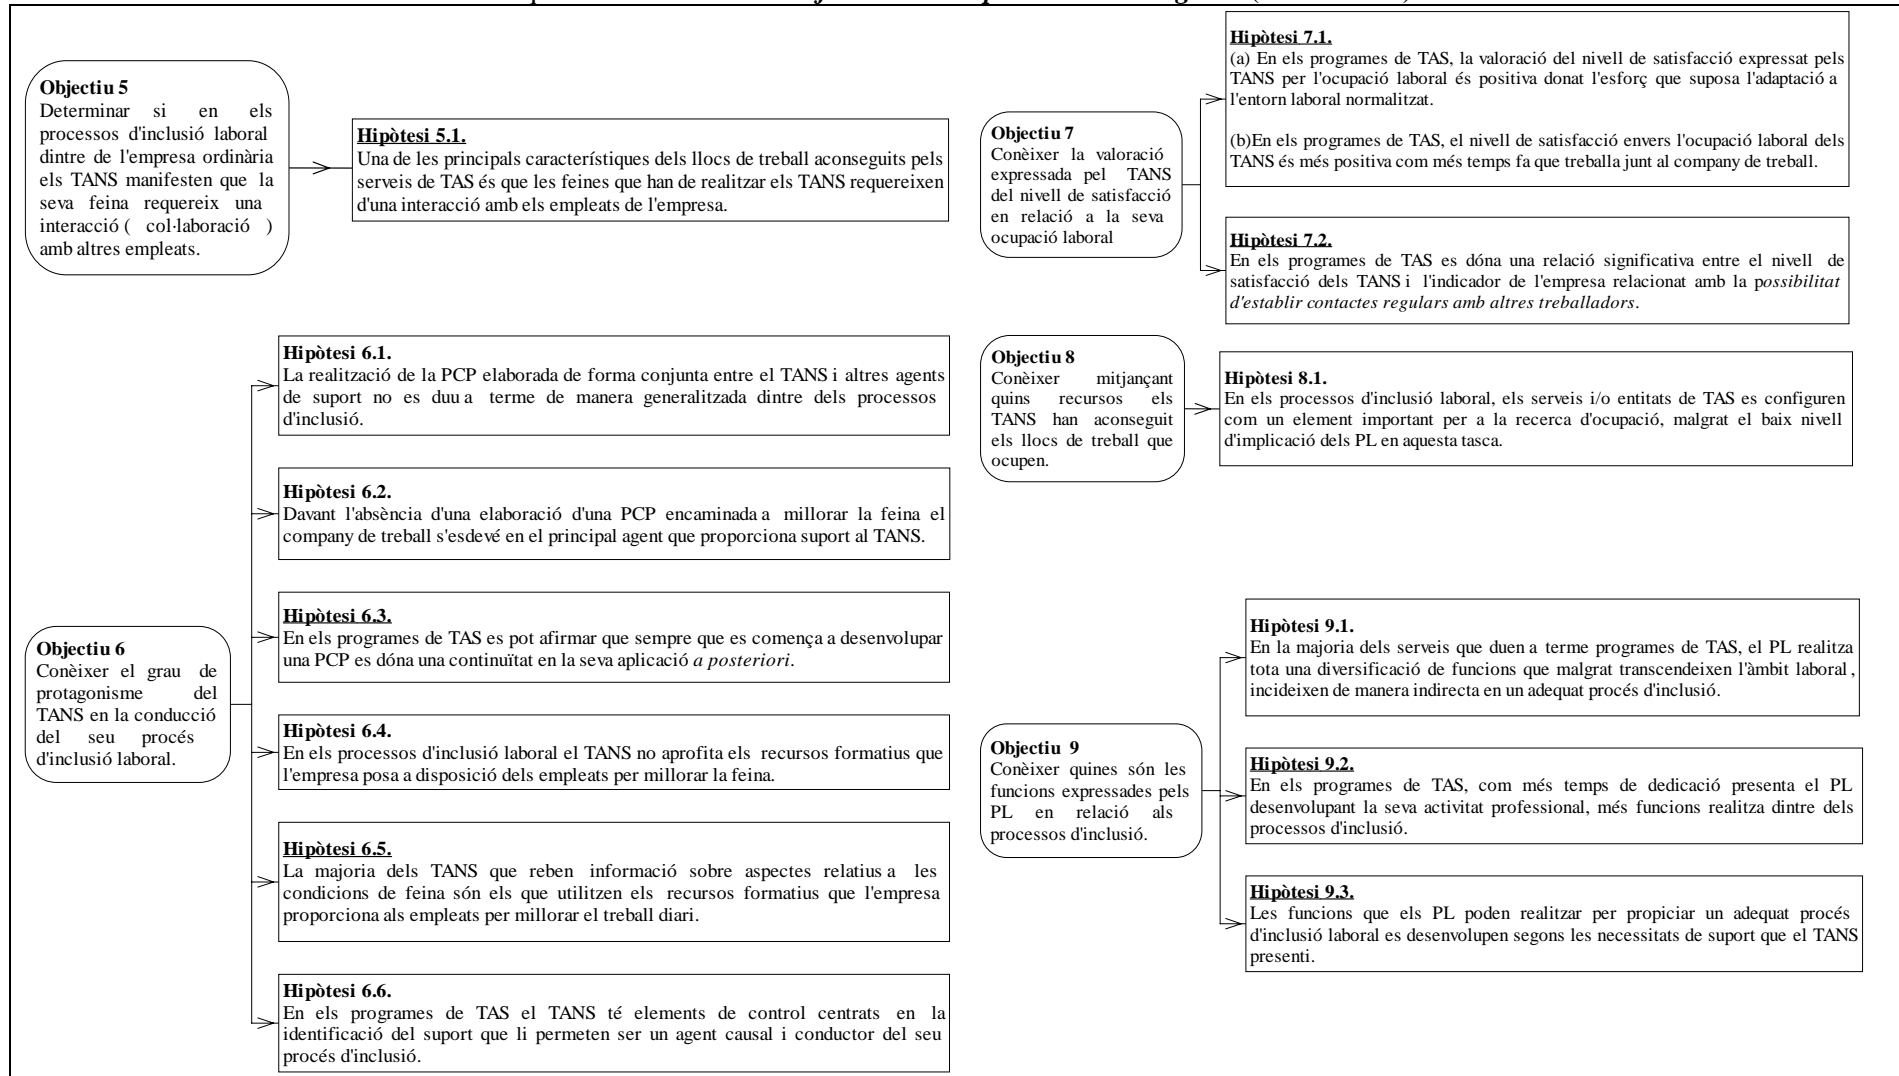 Objectiu 5
Determinar si en els
processos d'inclusió laboral
dintre de l'empresa ordinària
els TANS manifesten que la
seva feina requereix una
interacció ( col·laboració )
amb altres empleats.
Hipòtesi 5.1.
Una de les principals característiques dels llocs de treball aconseguits pels
serveis de TAS és que les feines que han de realitzar els TANS requereixen
d'una interacció amb els empleats de l'empresa.
Objectiu 6
Conèixer el grau de
protagonisme del
TANS en la conducció
del seu procés
d'inclusió laboral.
Hipòtesi 6.1.
La realització de la PCP elaborada de forma conjunta entre el TANS i altres agents
de suport no es duu a terme de manera generalitzada dintre dels processos
d'inclusió.
Hipòtesi 6.2.
Davant l'absència d'una elaboració d'una PCP encaminada a millorar la feina el
company de treball s'esdevé en el principal agent que proporciona suport al TANS.
Hipòtesi 6.3.
En els programes de TAS es pot afirmar que sempre que es comença a desenvolupar
una PCP es dóna una continuïtat en la seva aplicació a posteriori.
Hipòtesi 6.4.
En els processos d'inclusió laboral el TANS no aprofita els recursos formatius que
l'empresa posa a disposició dels empleats per millorar la feina.
Hipòtesi 6.5.
La majoria dels TANS que reben informació sobre aspectes relatius a les
condicions de feina són els que utilitzen els recursos formatius que l'empresa
proporciona als empleats per millorar el treball diari.
Hipòtesi 6.6.
En els programes de TAS el TANS té elements de control centrats en la
identificació del suport que li permeten ser un agent causal i conductor del seu
procés d'inclusió.
Objectiu 7
Conèixer la valoració
expressada pel TANS
del nivell de satisfacció
en relació a la seva
ocupació laboral
Hipòtesi 7.1.
(a) En els programes de TAS, la valoració del nivell de satisfacció expressat pels
TANS per l'ocupació laboral és positiva donat l'esforç que suposa l'adaptació a
l'entorn laboral normalitzat.
(b)En els programes de TAS, el nivell de satisfacció envers l'ocupació laboral dels
TANS és més positiva com més temps fa que treballa junt al company de treball.
Hipòtesi 7.2.
En els programes de TAS es dóna una relació significativa entre el nivell de
satisfacció dels TANS i l'indicador de l'empresa relacionat amb la possibilitat
d'establir contactes regulars amb altres treballadors.
Objectiu 8
Conèixer mitjançant
quins recursos els
TANS han aconseguit
els llocs de treball que
ocupen.
Hipòtesi 8.1.
En els processos d'inclusió laboral, els serveis i/o entitats de TAS es configuren
com un element important per a la recerca d'ocupació, malgrat el baix nivell
d'implicació dels PL en aquesta tasca.
Objectiu 9
Conèixer quines són les
funcions expressades pels
PL en relació als
processos d'inclusió.
Hipòtesi 9.1.
En la majoria dels serveis que duen a terme programes de TAS, el PL realitza
tota una diversificació de funcions que malgrat transcendeixen l'àmbit laboral,
incideixen de manera indirecta en un adequat procés d'inclusió.
Hipòtesi 9.2.
En els programes de TAS, com més temps de dedicació presenta el PL
desenvolupant la seva activitat professional, més funcions realitza dintre dels
processos d'inclusió.
Hipòtesi 9.3.
Les funcions que els PL poden realitzar per propiciar un adequat procés
d'inclusió laboral es desenvolupen segons les necessitats de suport que el TANS
presenti.